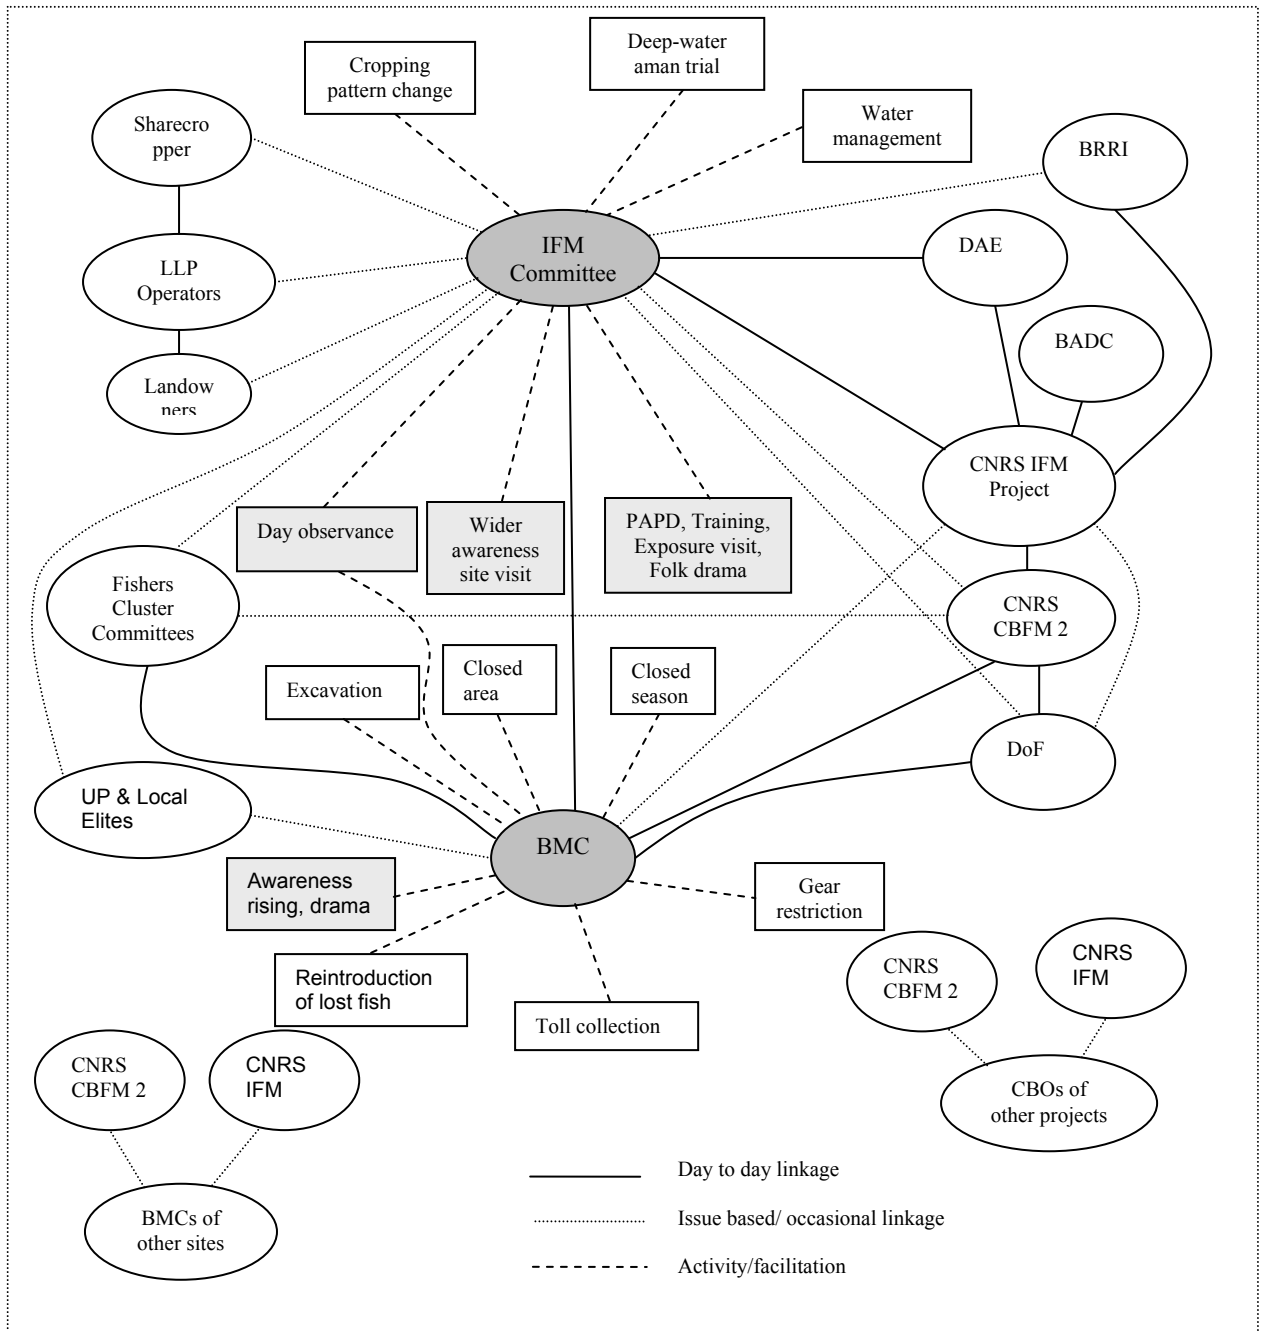 Deep-water
aman trial
Cropping
pattern change
Water
management
Sharecro
pper
BRRI
IFM
Committee
DAE
LLP
Operators
BADC
Landow
ners
CNRS IFM
Project
Day observance
Wider
awareness
site visit
PAPD, Training,
Exposure visit,
Folk drama
Fishers
Cluster
Committees
CNRS
CBFM 2
Excavation
Closed
area
Closed
season
DoF
UP & Local
Elites
BMC
Awareness
rising, drama
Gear
restriction
Reintroduction
of lost fish
Toll collection
CNRS
CBFM 2
CNRS
IFM
CNRS
CBFM 2
CNRS
IFM
CBOs of
other projects
BMCs of
other sites
Day to day linkage
Issue based/ occasional linkage
Activity/facilitation